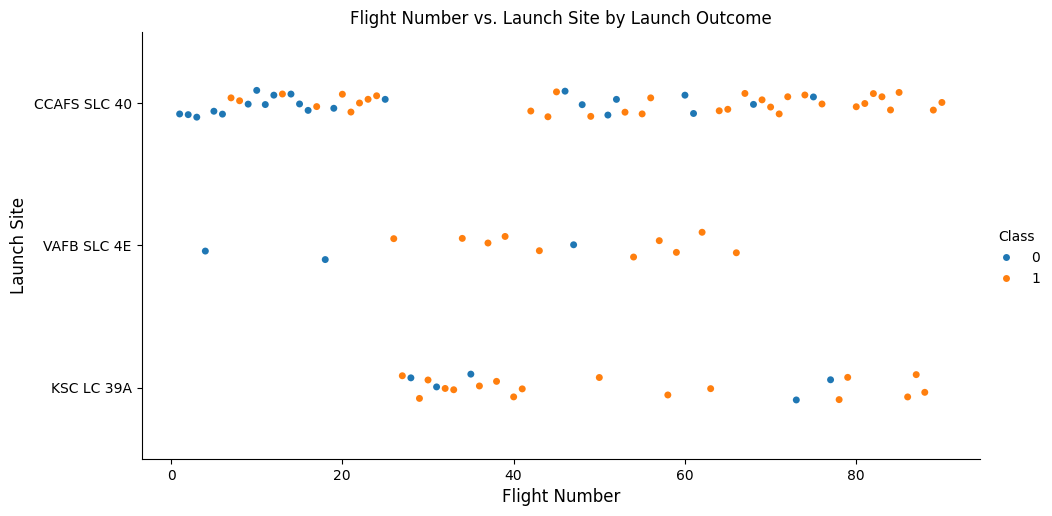 Flight Number vs. Launch Site by Launch Outcome
CCAFS SLC 40
VAFB SLC 4E
KSC LC 39A
Launch Site
0 20 40 60 80
Flight Number
Class
0
1